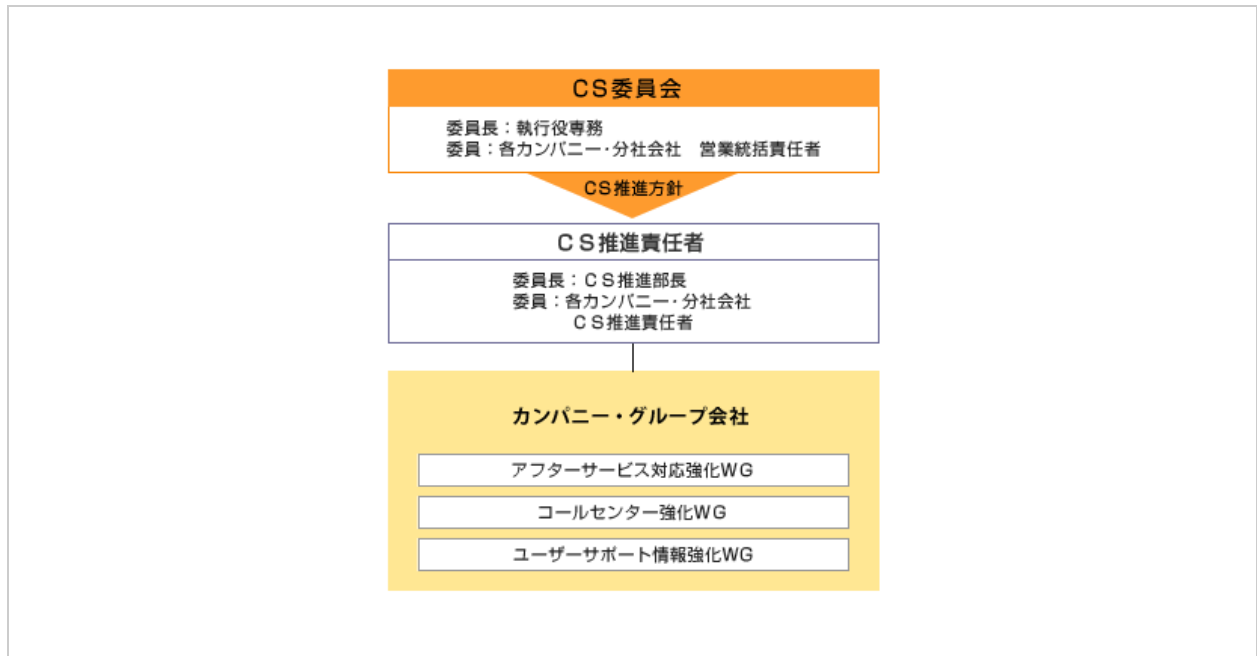 CS委員会
委員長：執行役専務
委員：各カンパニー・分社会社　営業統括責任者
CS推進方針
ＣＳ推進責任者
委員長：ＣＳ推進部長
委員：各カンパニー・分社会社
ＣＳ推進責任者
カンパニー・グループ会社
アフターサービス対応強化WG
コールセンター強化WG
ユーザーサポート情報強化WG